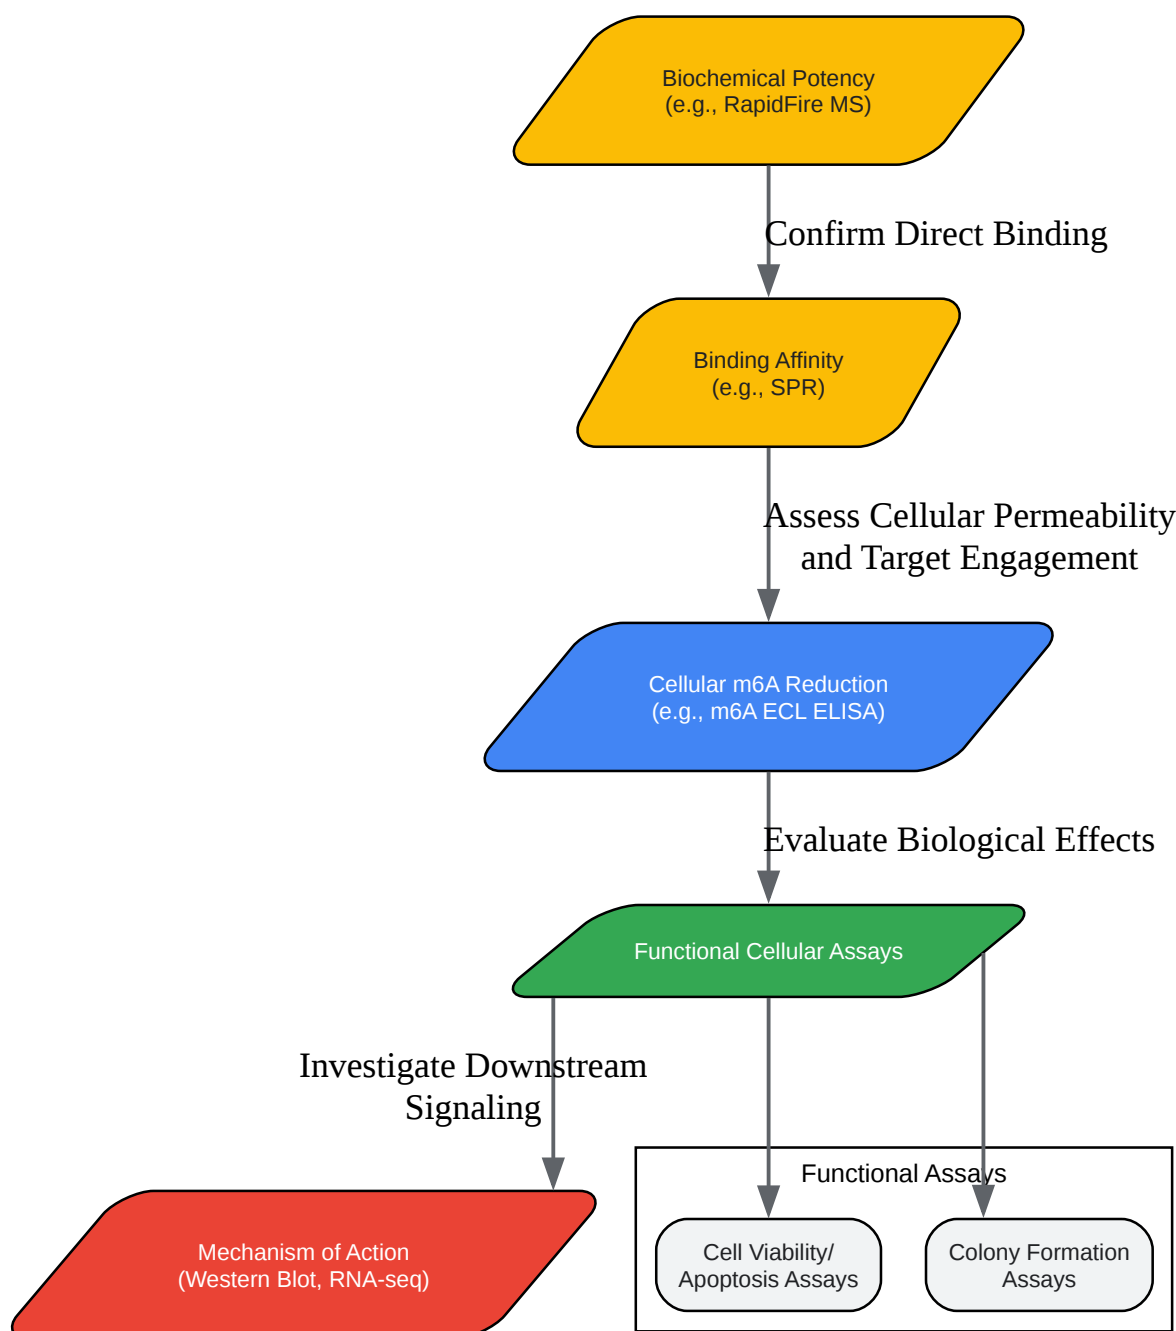 Biochemical Potency
(e.g., RapidFire MS)
Confirm Direct Binding
Binding Affinity
(e.g., SPR)
Assess Cellular Permeability
and Target Engagement
Cellular m6A Reduction
(e.g., m6A ECL ELISA)
Evaluate Biological Effects
Functional Cellular Assays
Investigate Downstream
Signaling
Functional Assays
Mechanism of Action
(Western Blot, RNA-seq)
Cell Viability/
Apoptosis Assays
Colony Formation
Assays